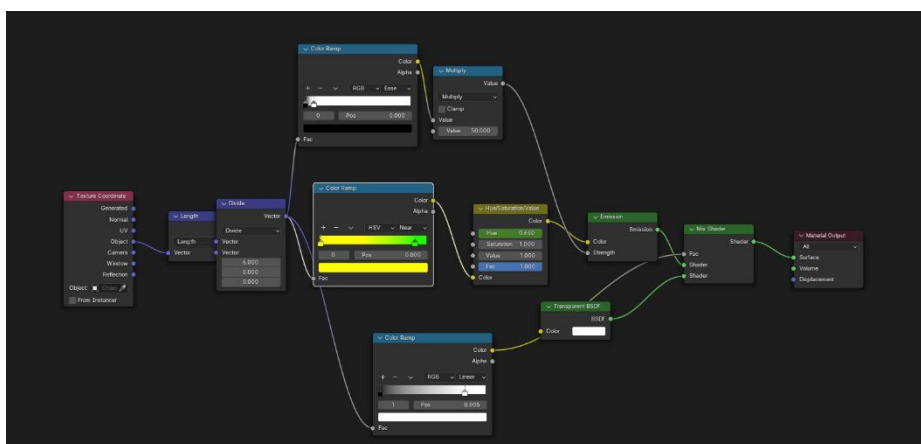 Color Ramp
Color
Alpha
+ − RGB Ease
0 Pos 0.000
Fac
Multiply
Value
Multiply
Clamp
Value
Value 50.000
Texture Coordinate
Generated
Normal
UV
Object
Camera
Window
Reflection
Object:
From Instancer
Length
Length
Vector
Divide
Vector
Divide
Vector
Vector
6.000
0.000
0.000
Color Ramp
Color
Alpha
+ − HSV Near
0 Pos 0.000
Fac
Hue/Saturation/Value
Color
Hue 0.650
Saturation 1.000
Value 1.000
Fac 1.000
Color
Emission
Emission
Color
Strength
Mix Shader
Shader
Fac
Shader
Shader
Material Output
All
Surface
Volume
Displacement
Transparent BSDF
BSDF
Color
Color Ramp
Color
Alpha
+ − RGB Linear
1 Pos
Fac